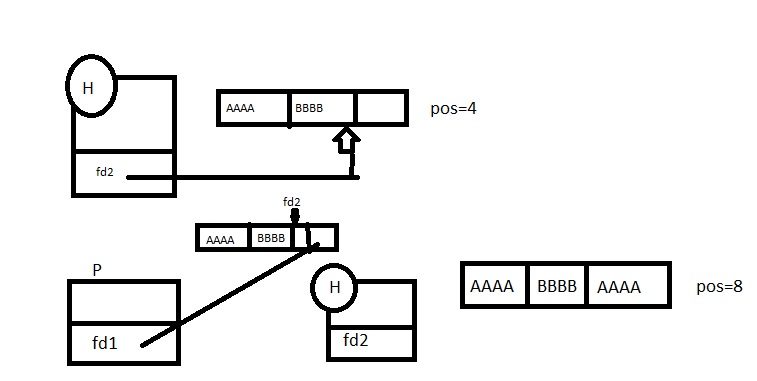 H
AAAA BBBB pos=4
fd2
fd2
AAAA BBBB
P
H
AAAA BBBB AAAA pos=8
fd1
fd2